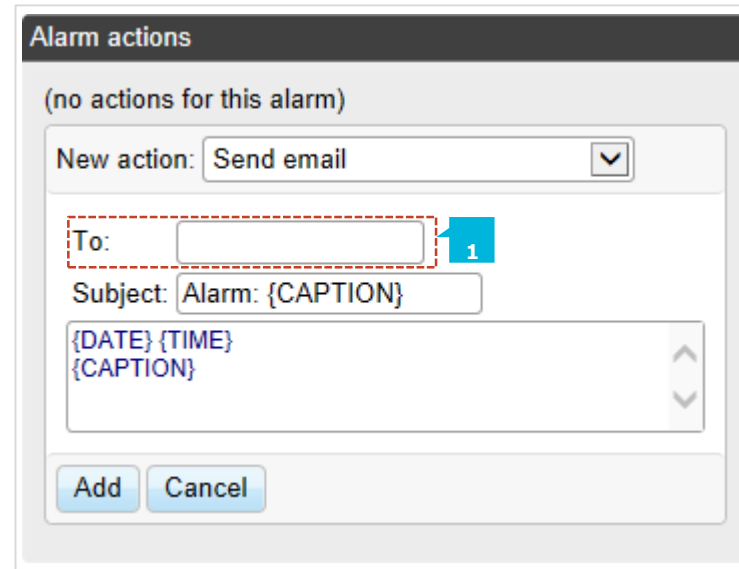 Alarm actions
(no actions for this alarm)
New action: Send email
To:
1
Subject: Alarm: {CAPTION}
{DATE} {TIME}
{CAPTION}
Add Cancel